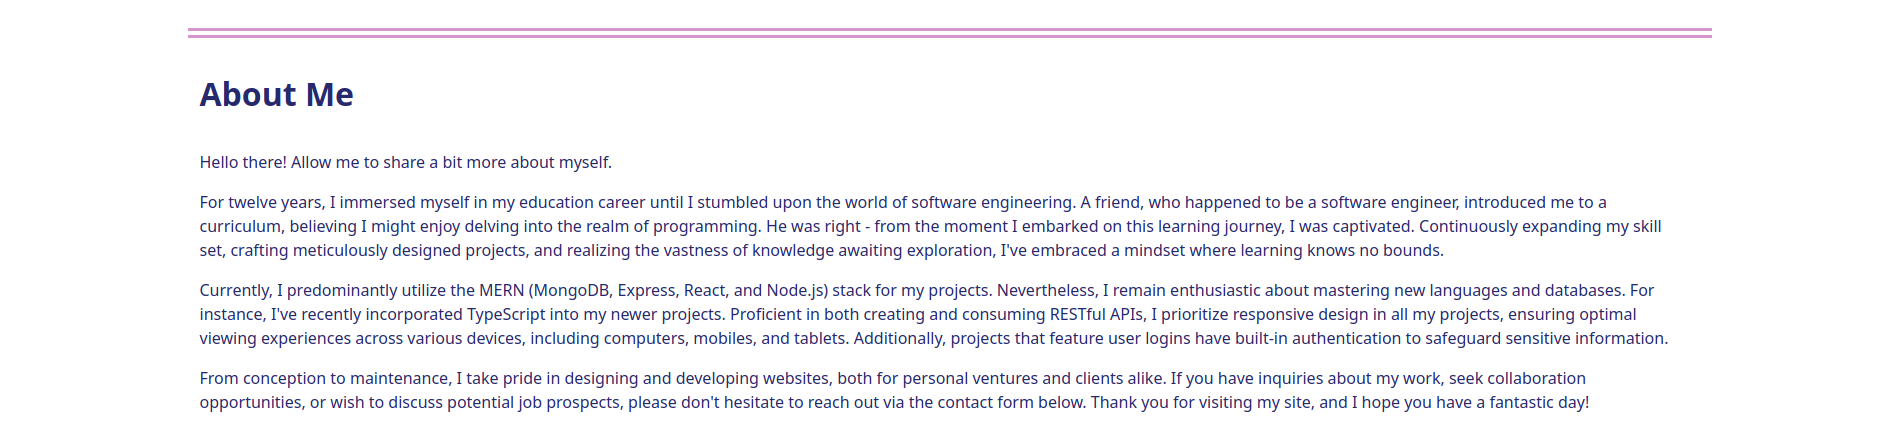 About Me
Hello there! Allow me to share a bit more about myself.
For twelve years, I immersed myself in my education career until I stumbled upon the world of software engineering. A friend, who happened to be a software engineer, introduced me to a
curriculum, believing I might enjoy delving into the realm of programming. He was right - from the moment I embarked on this learning journey, I was captivated. Continuously expanding my skill
set, crafting meticulously designed projects, and realizing the vastness of knowledge awaiting exploration, I've embraced a mindset where learning knows no bounds.
Currently, I predominantly utilize the MERN (MongoDB, Express, React, and Node.js) stack for my projects. Nevertheless, I remain enthusiastic about mastering new languages and databases. For
instance, I've recently incorporated TypeScript into my newer projects. Proficient in both creating and consuming RESTful APIs, I prioritize responsive design in all my projects, ensuring optimal
viewing experiences across various devices, including computers, mobiles, and tablets. Additionally, projects that feature user logins have built-in authentication to safeguard sensitive information.
From conception to maintenance, I take pride in designing and developing websites, both for personal ventures and clients alike. If you have inquiries about my work, seek collaboration
opportunities, or wish to discuss potential job prospects, please don't hesitate to reach out via the contact form below. Thank you for visiting my site, and I hope you have a fantastic day!